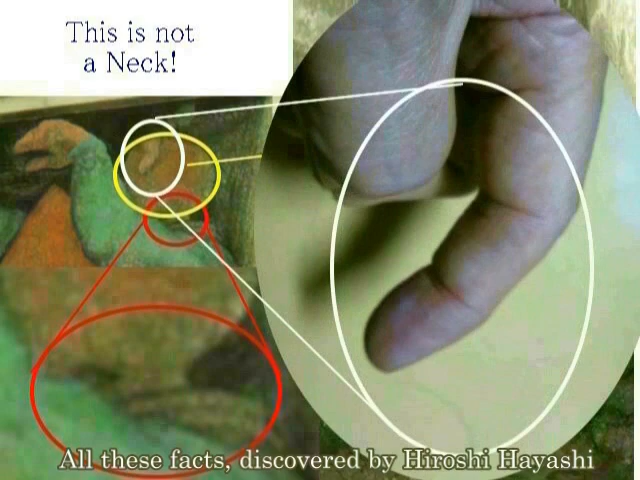 This is not
a Neck!
All these facts, discovered by Hiroshi Hayashi